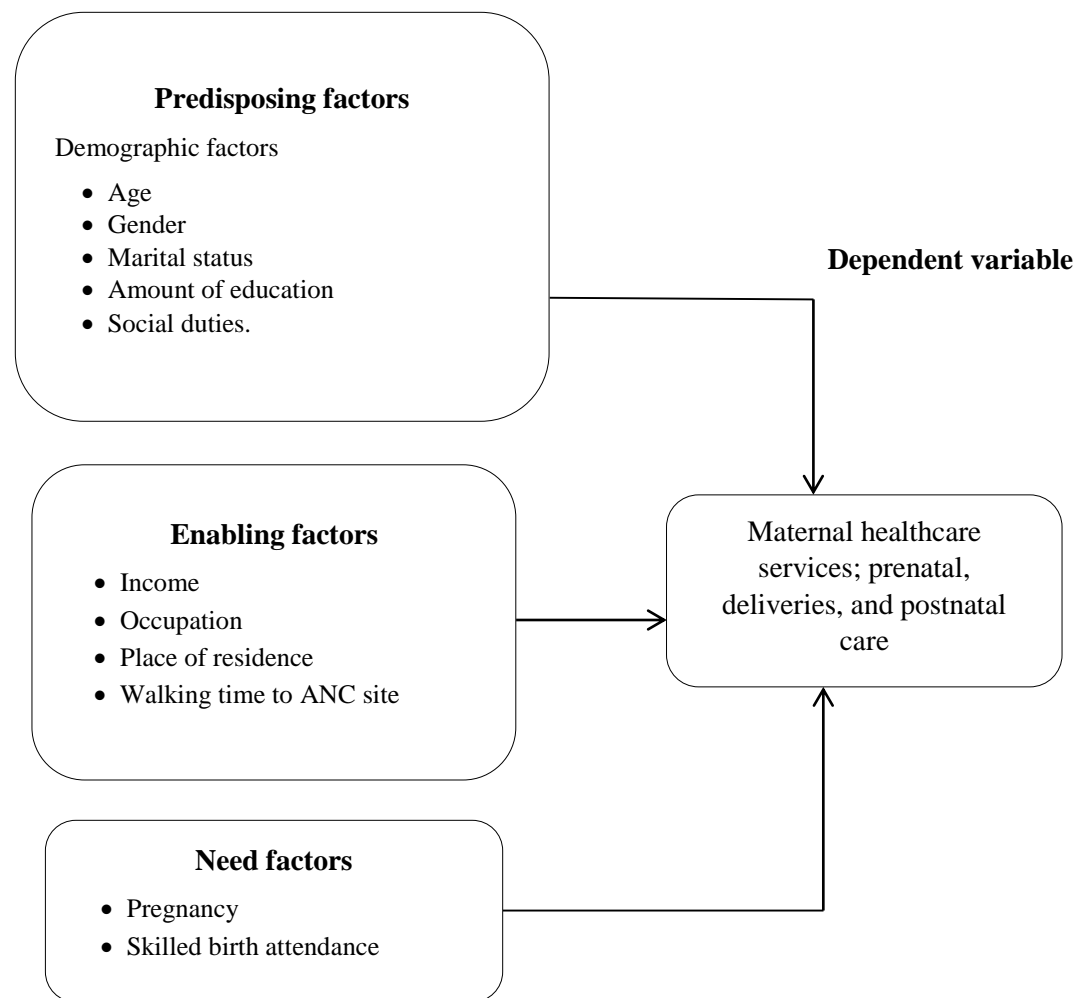 Predisposing factors
Demographic factors
• Age
• Gender
• Marital status
• Amount of education
• Social duties.
Dependent variable
Enabling factors
• Income
• Occupation
• Place of residence
• Walking time to ANC site
Maternal healthcare
services; prenatal,
deliveries, and postnatal
care
Need factors
• Pregnancy
• Skilled birth attendance